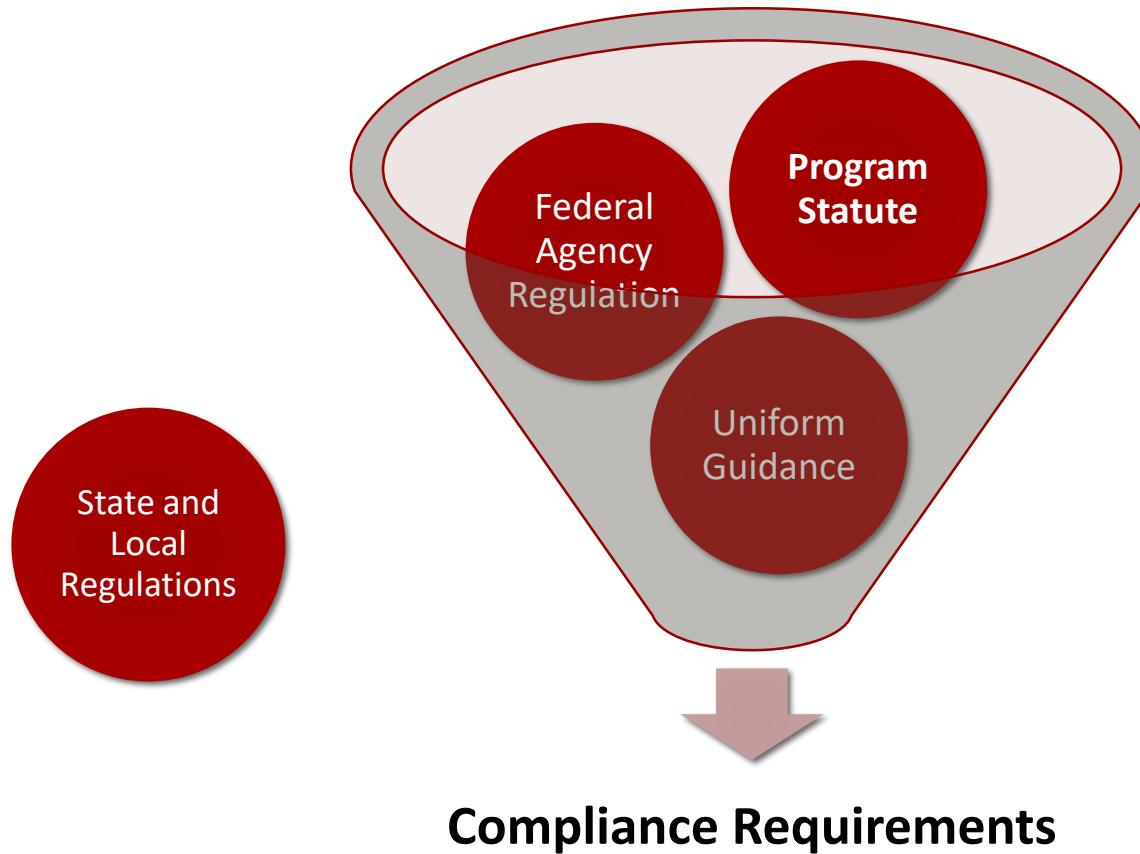 Program
Statute
Federal
Agency
Regulation
Uniform
Guidance
State and
Local
Regulations
Compliance Requirements